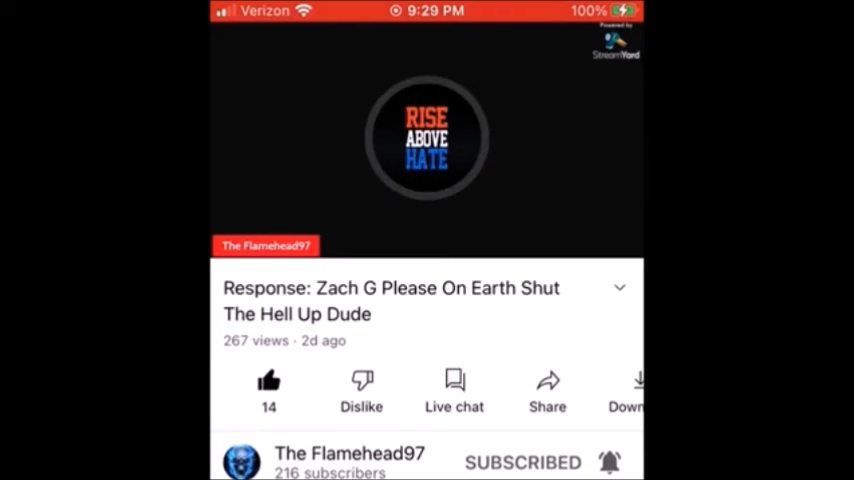 Verizon 9:29 PM 100%
Powered by
StreamYard
RISE
ABOVE
HATE
The Flamehead97
Response: Zach G Please On Earth Shut
The Hell Up Dude
267 views · 2d ago
14 Dislike Live chat Share Down
The Flamehead97
216 subscribers
SUBSCRIBED